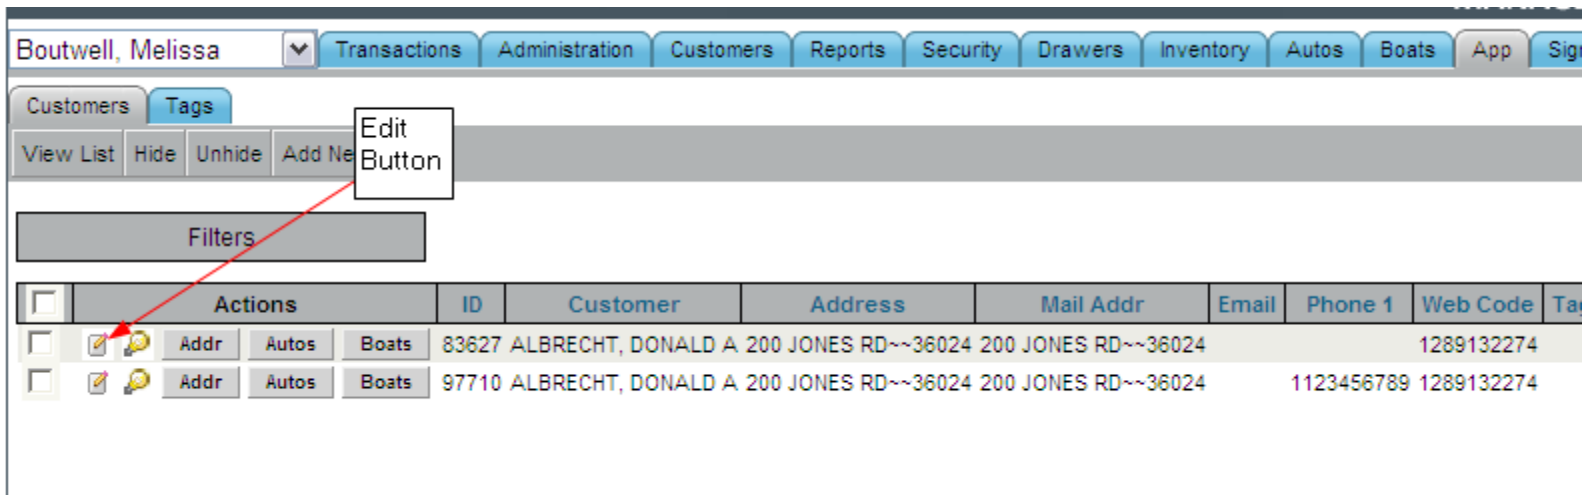 Boutwell, Melissa Transactions Administration Customers Reports Security Drawers Inventory Autos Boats App
Customers Tags
Edit
Button
View List Hide Unhide Add
Filters
Actions ID Customer Address Mail Addr Email Phone 1 Web Code
Addr Autos Boats 83627 ALBRECHT, DONALD A 200 JONES RD~~36024 200 JONES RD~~36024 1289132274
Addr Autos Boats 97710 ALBRECHT, DONALD A 200 JONES RD~~36024 200 JONES RD~~36024 1123456789 1289132274